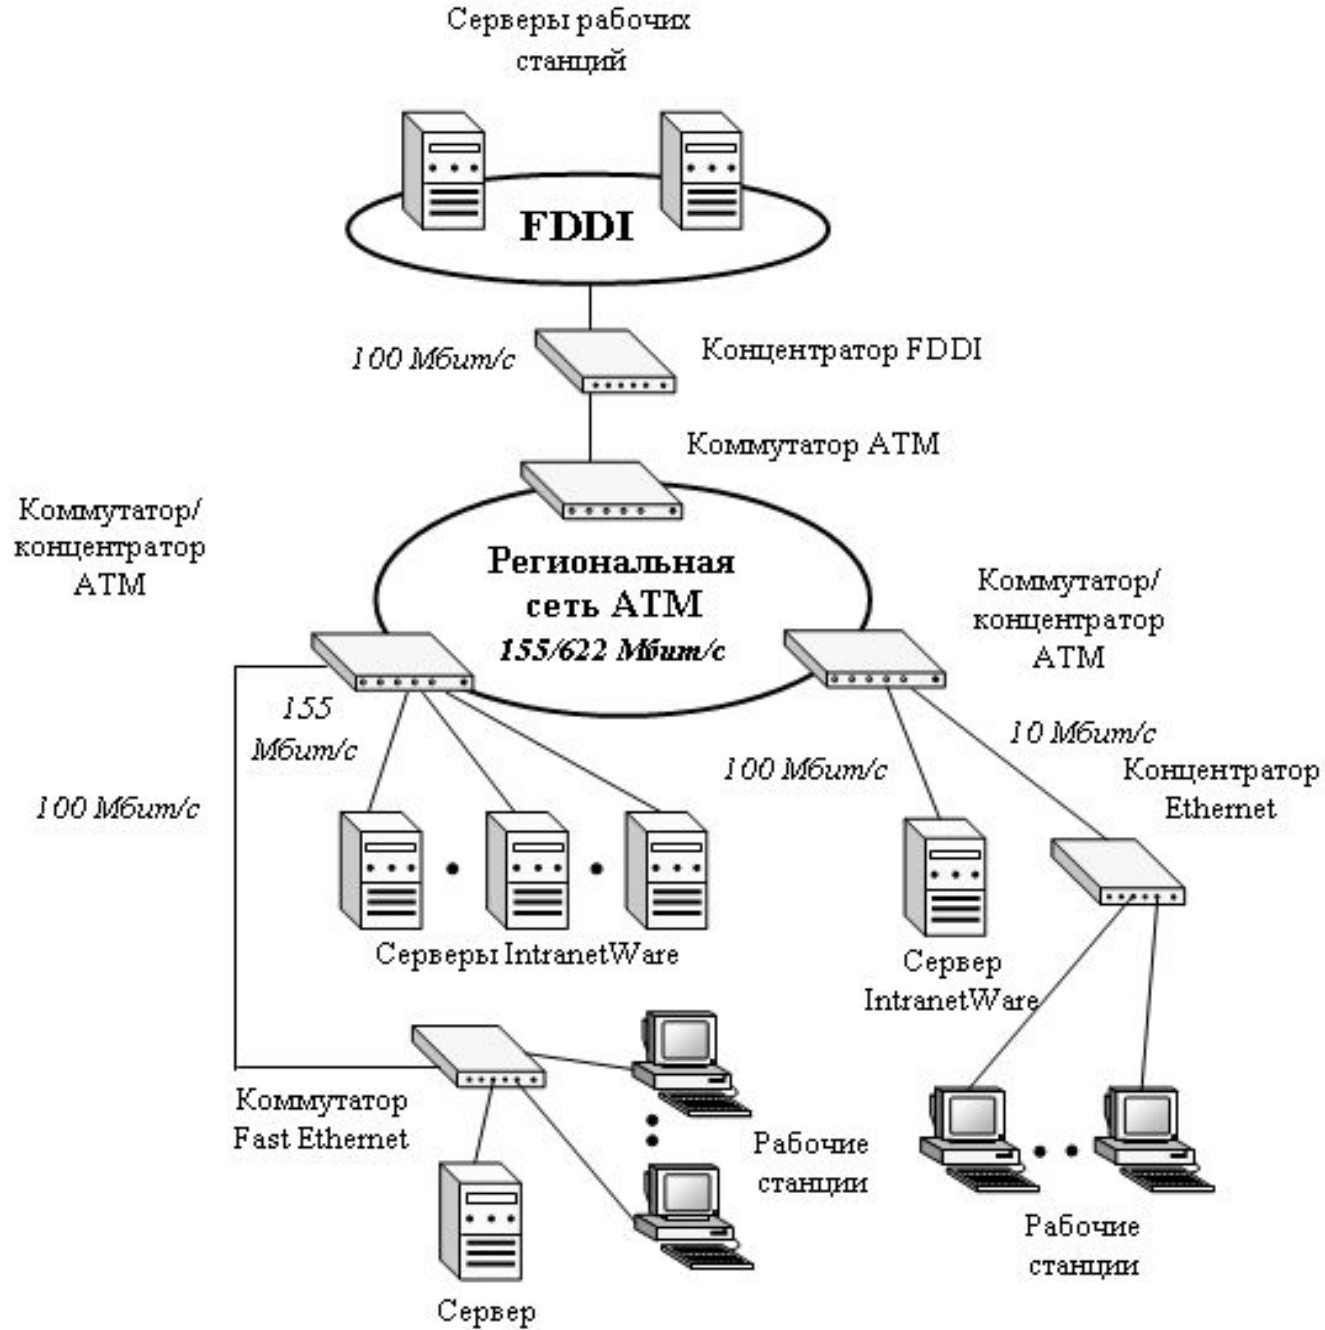 Серверы рабочих
станций
FDDI
100 Мбит/с
Концентратор FDDI
Коммутатор ATM
Коммутатор/
концентратор
ATM
Региональная
сеть ATM
155/622 Мбит/с
Коммутатор/
концентратор
ATM
155
Мбит/с
100 Мбит/с
100 Мбит/с
10 Мбит/с
Концентратор
Ethernet
Серверы IntranetWare
Сервер
IntranetWare
Коммутатор
Fast Ethernet
Рабочие
станции
Рабочие
станции
Сервер